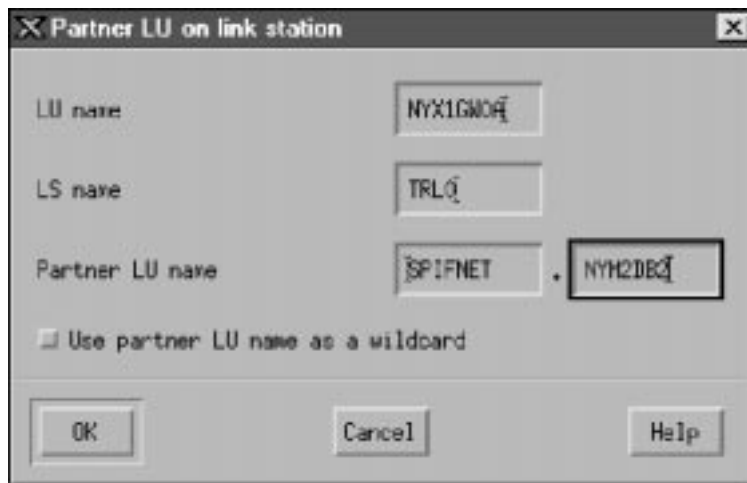 Partner LU on link station
LU name NYX1GW0A
LS name TRL0
Partner LU name SPIFNET . NYM2DB2
Use partner LU name as a wildcard
OK Cancel Help